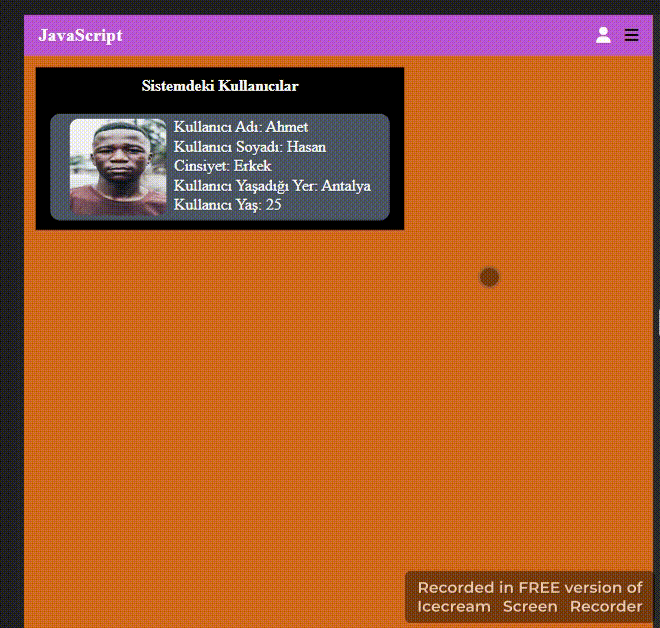 JavaScript
Sistemdeki Kullanıcılar
Kullanıcı Adı: Ahmet
Kullanıcı Soyadı: Hasan
Cinsiyet: Erkek
Kullanıcı Yaşadığı Yer: Antalya
Kullanıcı Yaş: 25
Recorded in FREE version of
Icecream Screen Recorder